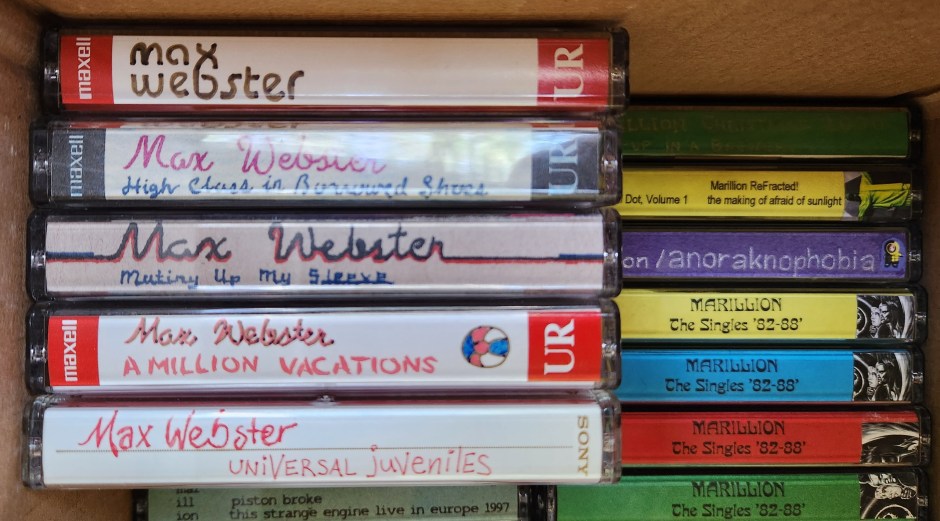 maxell
max
webster
UR
maxell
Max Webster
High Class in Borrowed Shoes
UR
Max Webster
Mutiny Up My Sleeve
maxell
Max Webster
A MILLION VACATIONS
UR
Max Webster
UNiVERSAL juveniLES
SONY
ill piston broke
ion this strange engine live in europe 1997
Marillion ReFracted!
Dot, Volume 1 the making of afraid of sunlight
on /anoraknophobia
MARILLION
The Singles '82-88'
MARILLION
The Singles '82-88'
MARILLION
The Singles '82-88'
MARILLION
The Singles '82-88'